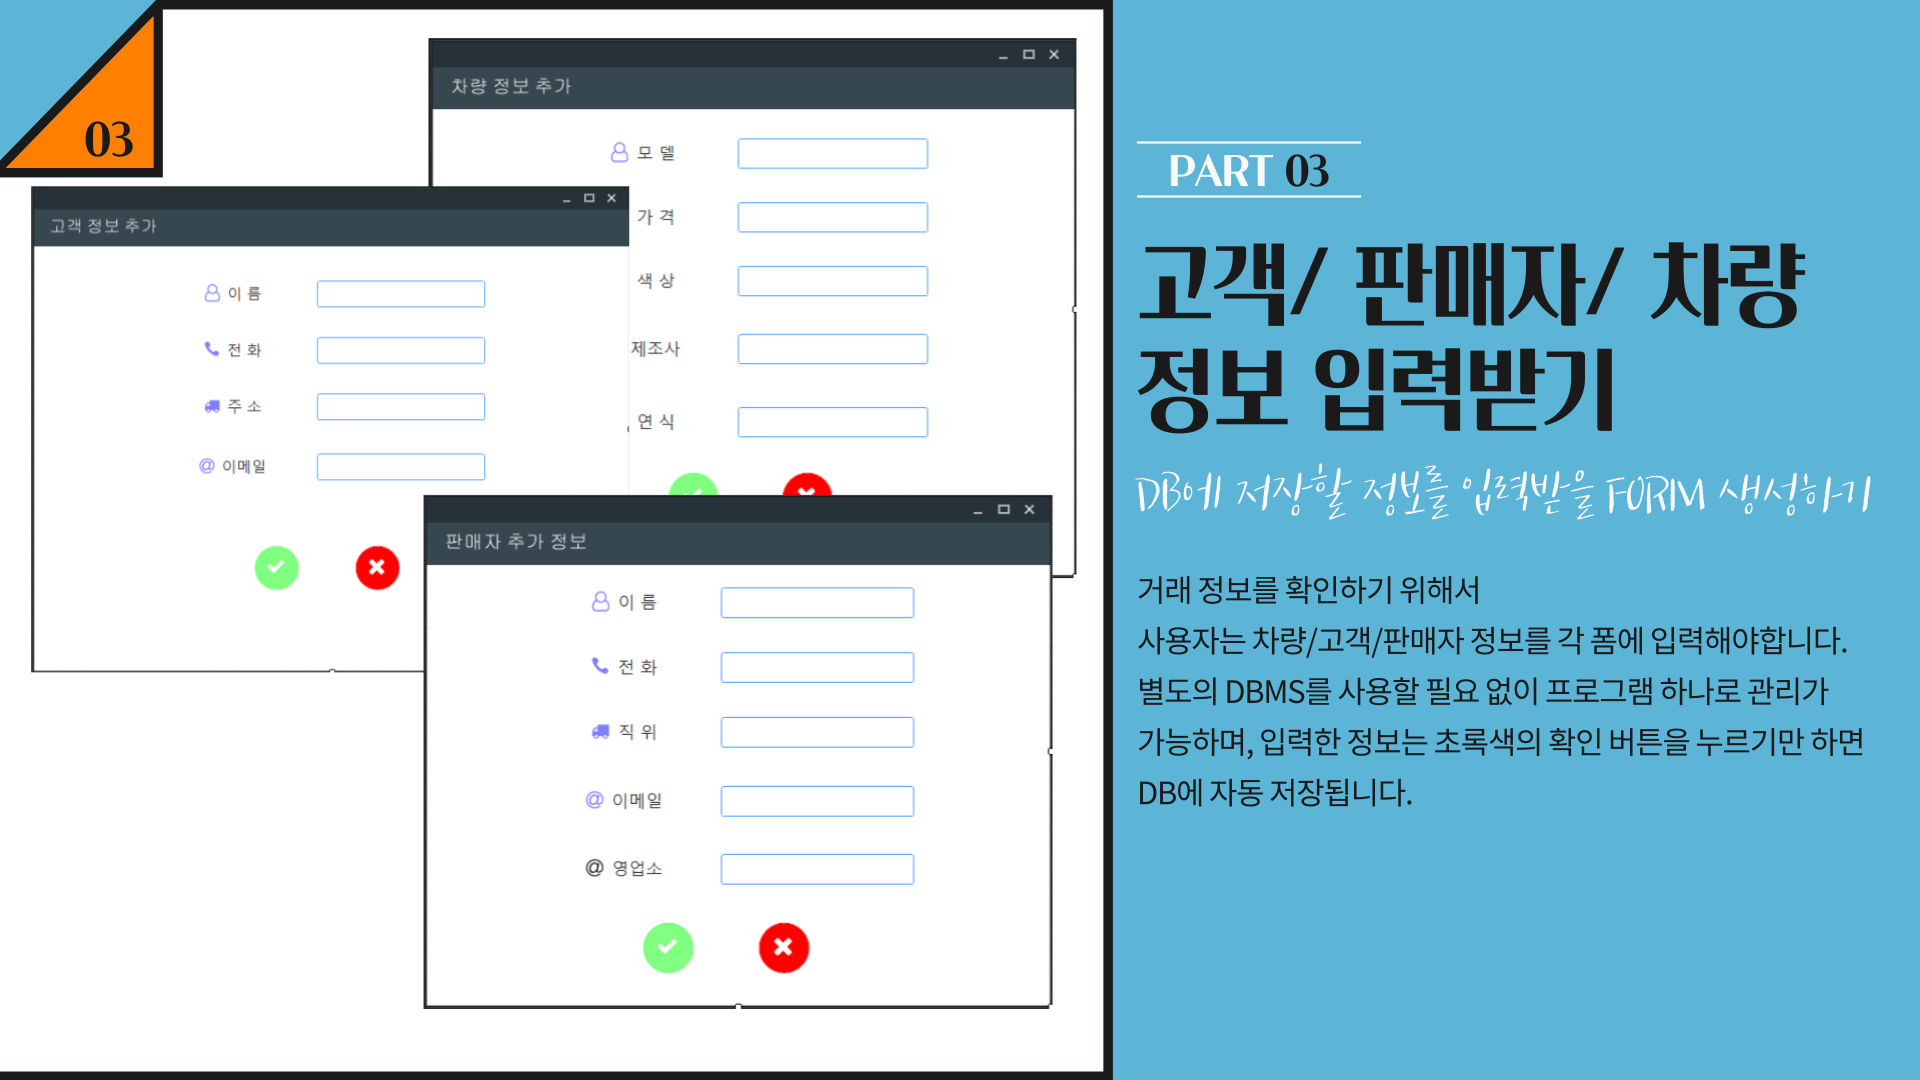 03
차량 정보 추가
모 델
가 격
색 상
제조사
연 식
고객 정보 추가
이 름
전 화
주 소
@ 이메일
판매자 추가 정보
이 름
전 화
직 위
@ 이메일
@ 영업소
PART 03
고객/ 판매자/ 차량
정보 입력받기
DB에 저장할 정보를 입력받을 FORM 생성하기
거래 정보를 확인하기 위해서
사용자는 차량/고객/판매자 정보를 각 폼에 입력해야합니다.
별도의 DBMS를 사용할 필요 없이 프로그램 하나로 관리가
가능하며, 입력한 정보는 초록색의 확인 버튼을 누르기만 하면
DB에 자동 저장됩니다.